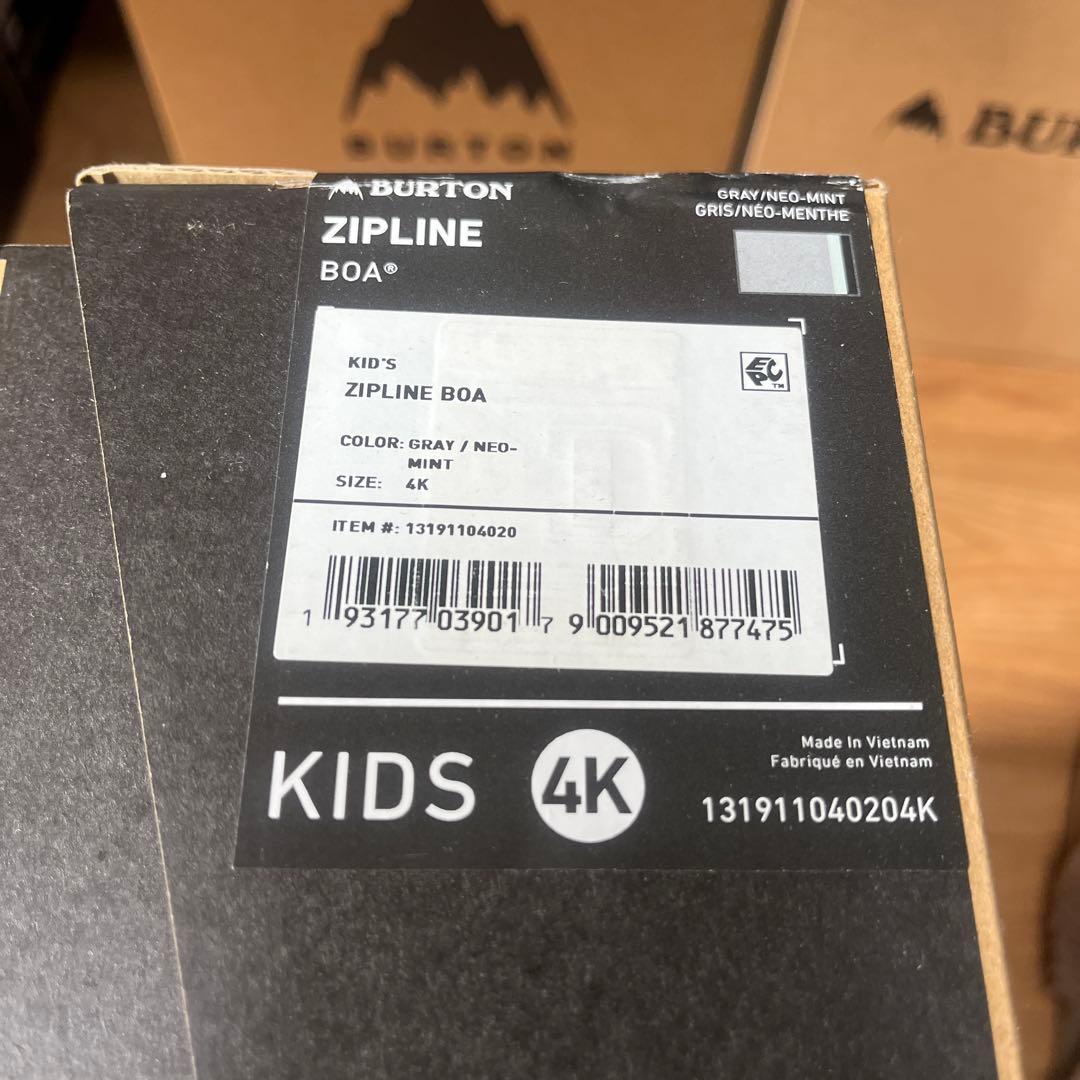 BURTON
BUR
BURTON
ZIPLINE
BOA®
GRAY/NEO-MINT
GRIS/NÉO-MENTHE
KID'S
ZIPLINE BOA
EPC™
COLOR: GRAY / NEO-
MINT
SIZE: 4K
ITEM #: 13191104020
1 93177 03901 7
9 009521 877475
KIDS
4K
Made In Vietnam
Fabriqué en Vietnam
131911040204K